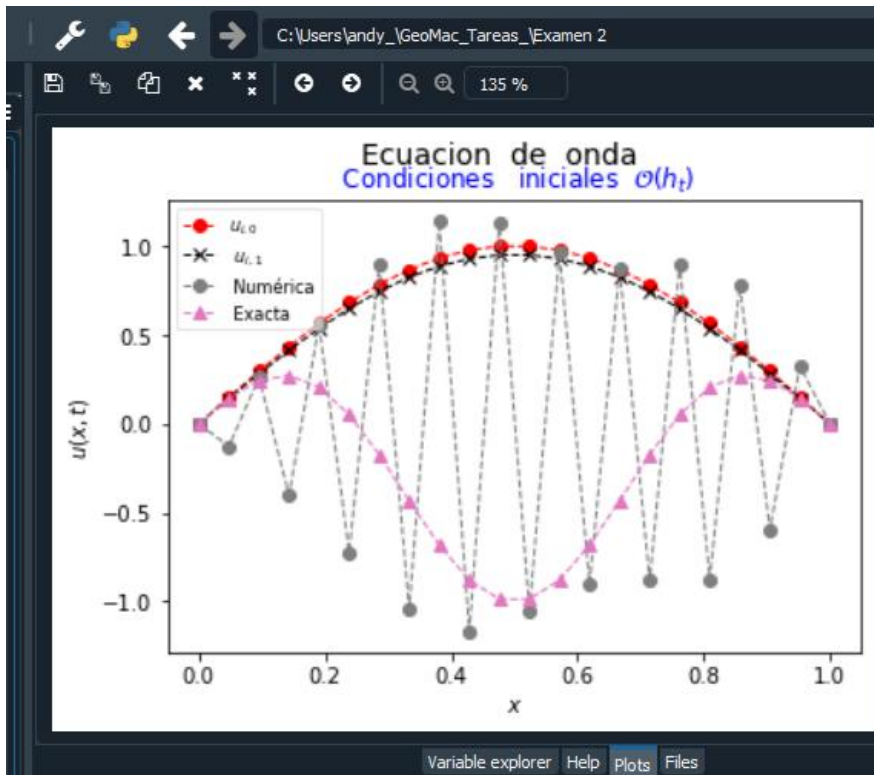 C:\Users\andy_\GeoMac_Tareas_\Examen 2
135 %
Ecuacion de onda
Condiciones iniciales 𝒪(hₜ)
u(x, t)
1.0
0.5
0.0
−0.5
−1.0
uᵢ,₀
uᵢ,₁
Numérica
Exacta
0.0 0.2 0.4 0.6 0.8 1.0
x
Variable explorer Help Plots Files